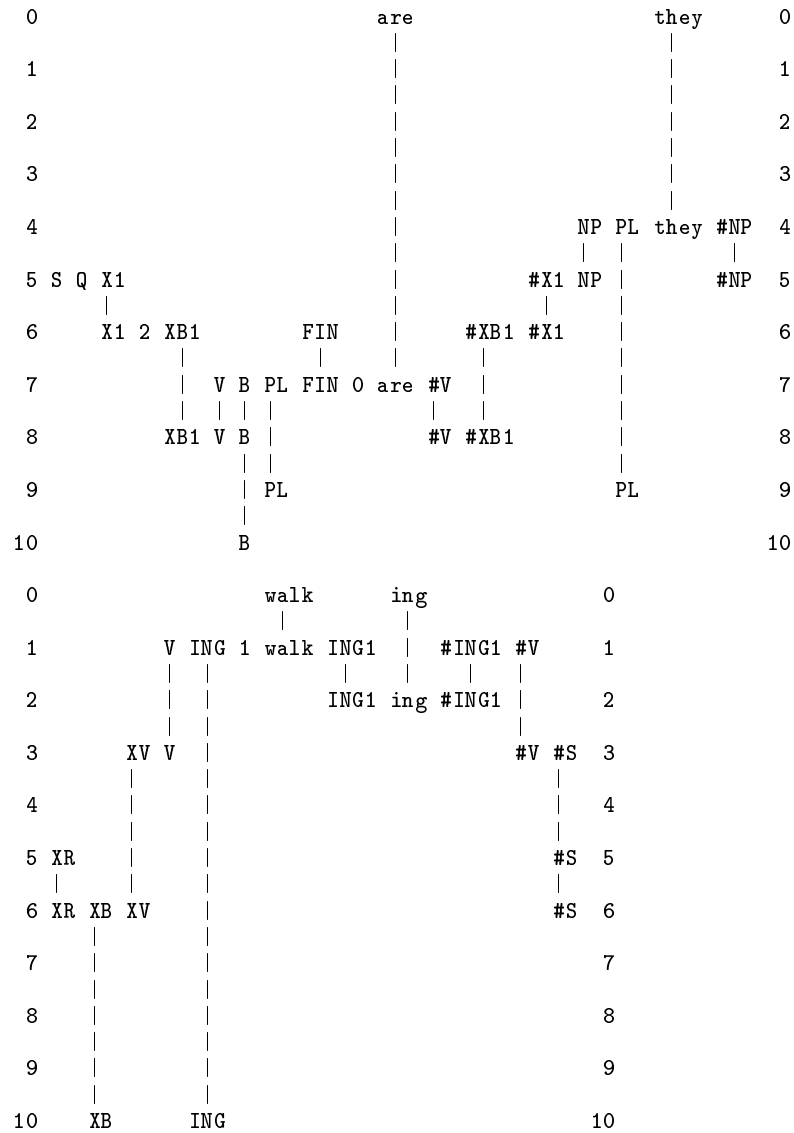 0 are they 0
1 1
2 2
3 3
4 NP PL they #NP 4
5 S Q X1 #X1 NP #NP 5
6 X1 2 XB1 FIN #XB1 #X1 6
7 V B PL FIN O are #V 7
8 XB1 V B #V #XB1 8
9 PL PL 9
10 B 10
0 walk ing 0
1 V ING 1 walk ING1 #ING1 #V 1
2 ING1 ing #ING1 2
3 XV V #V #S 3
4 4
5 XR #S 5
6 XR XB XV #S 6
7 7
8 8
9 9
10 XB ING 10